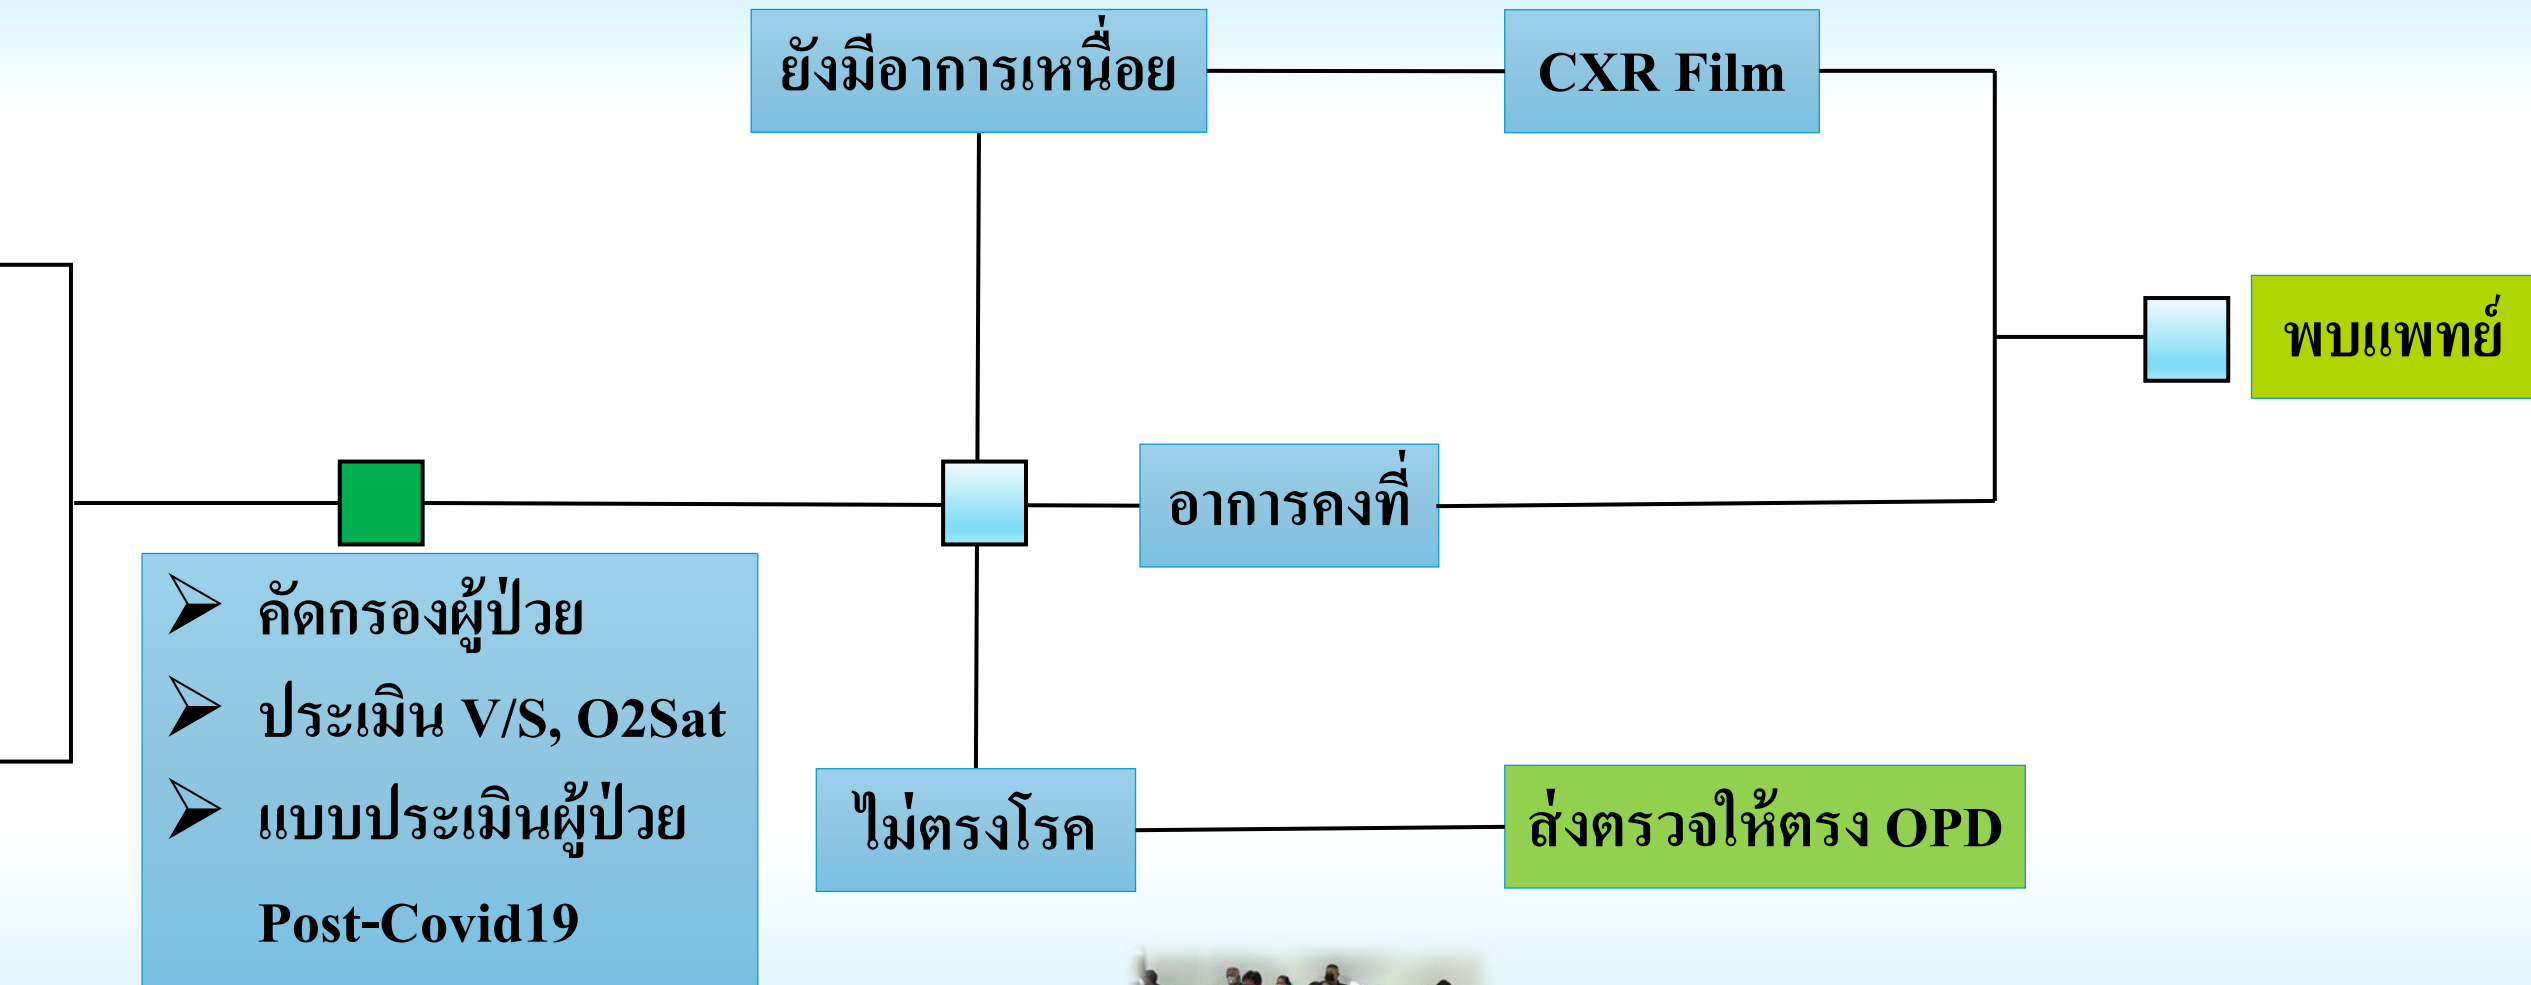 ยังมีอาการเหนื่อย
CXR Film
พบแพทย์
อาการคงที่
คัดกรองผู้ป่วย
ประเมิน V/S, O2Sat
แบบประเมินผู้ป่วย
Post-Covid19
ไม่ตรงโรค
ส่งตรวจให้ตรง OPD